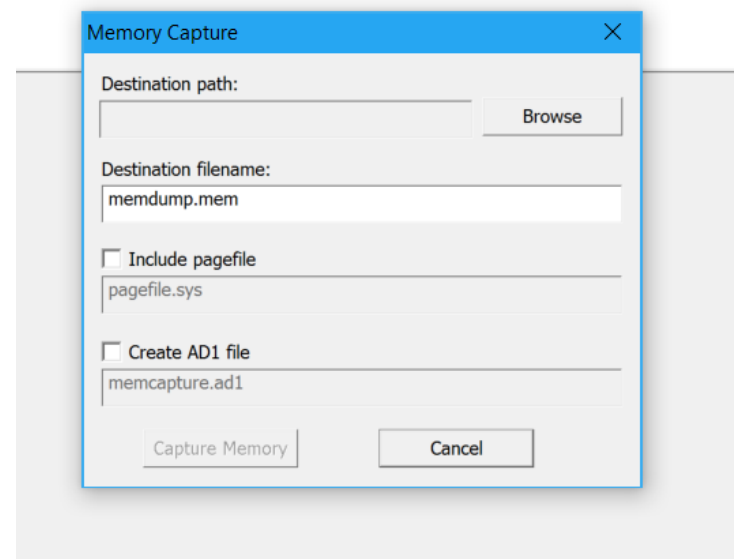 Memory Capture
Destination path:
Browse
Destination filename:
memdump.mem
Include pagefile
pagefile.sys
Create AD1 file
memcapture.ad1
Capture Memory
Cancel